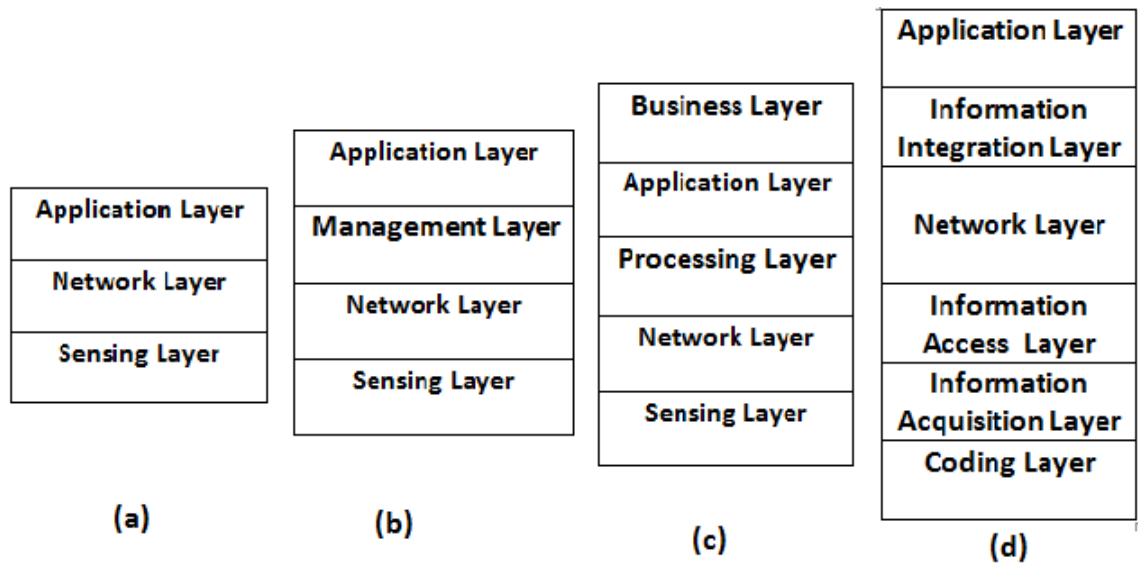 Application Layer
Network Layer
Sensing Layer
(a)
Application Layer
Management Layer
Network Layer
Sensing Layer
(b)
Business Layer
Application Layer
Processing Layer
Network Layer
Sensing Layer
(c)
Application Layer
Information
Integration Layer
Network Layer
Information
Access Layer
Information
Acquisition Layer
Coding Layer
(d)